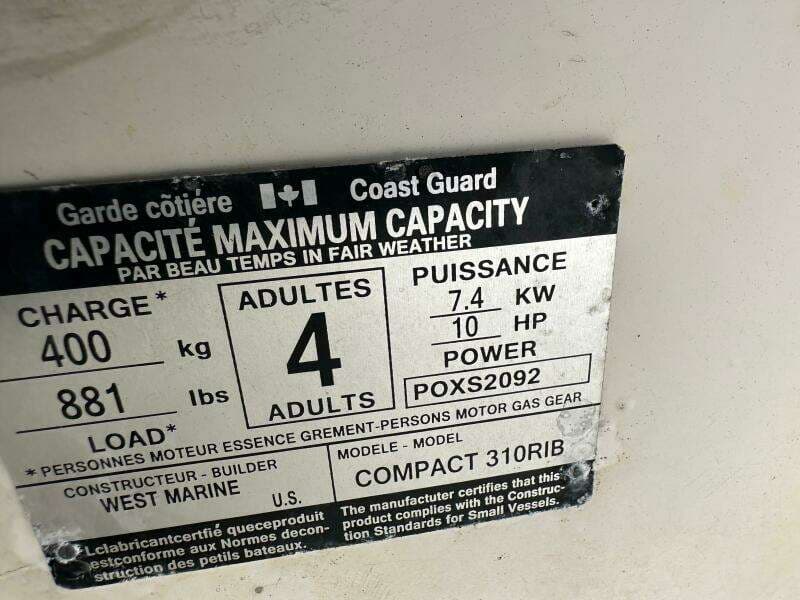 Garde côtiére Coast Guard
CAPACITÉ MAXIMUM CAPACITY
PAR BEAU TEMPS IN FAIR WEATHER
CHARGE*
400 kg
881 lbs
LOAD*
ADULTES
4
ADULTS
PUISSANCE
7.4 KW
10 HP
POWER
POXS2092
* PERSONNES MOTEUR ESSENCE GREMENT-PERSONS MOTOR GAS GEAR
CONSTRUCTEUR - BUILDER
WEST MARINE U.S.
MODELE - MODEL
COMPACT 310RIB
Lclabricantcertfié queceproduit
estconforme aux Normes decon-
struction des petils bateaux.
The manufactuter certifies that this
product complies with the Construc-
tion Standards for Small Vessels.